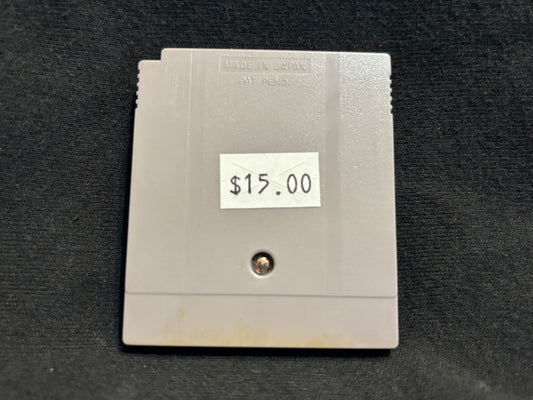 MADE IN JAPAN
PAT PEND.
$15.00